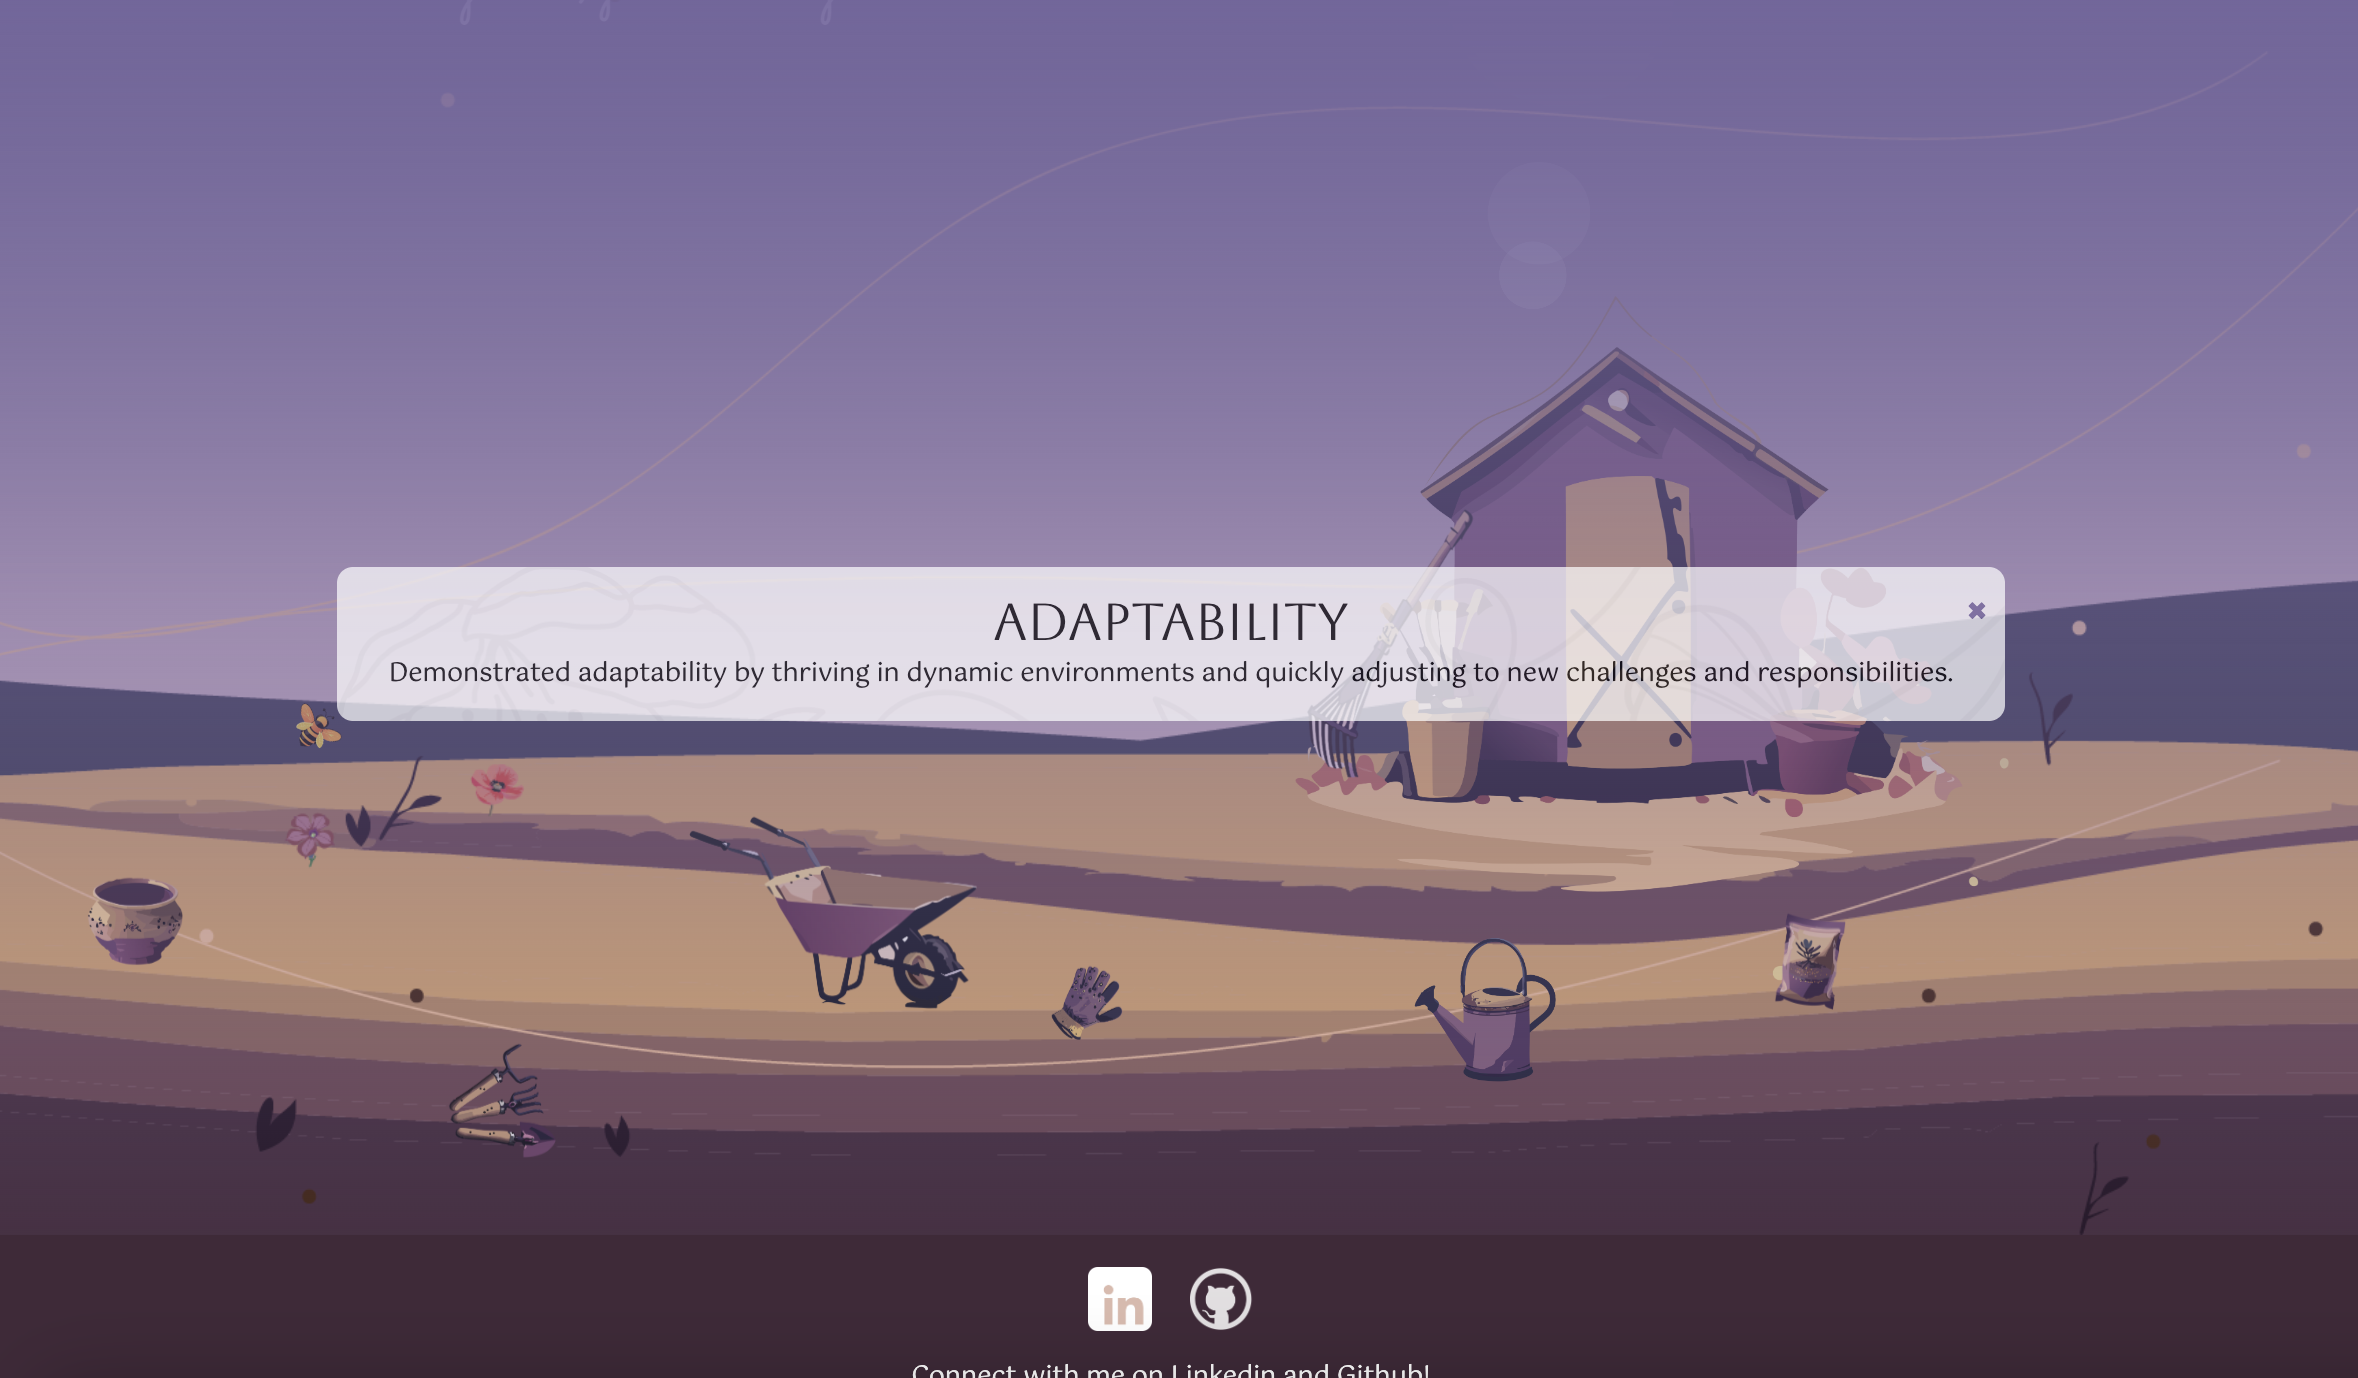 ADAPTABILITY
Demonstrated adaptability by thriving in dynamic environments and quickly adjusting to new challenges and responsibilities.
in
Connect with me on Linkedin and Github!